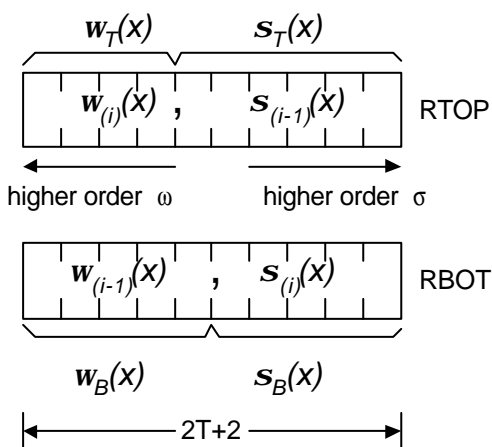 w_T(x) s_T(x)
w_(i)(x) , s_(i-1)(x) RTOP
higher order ω higher order σ
w_(i-1)(x) , s_(i)(x) RBOT
w_B(x) s_B(x)
2T+2